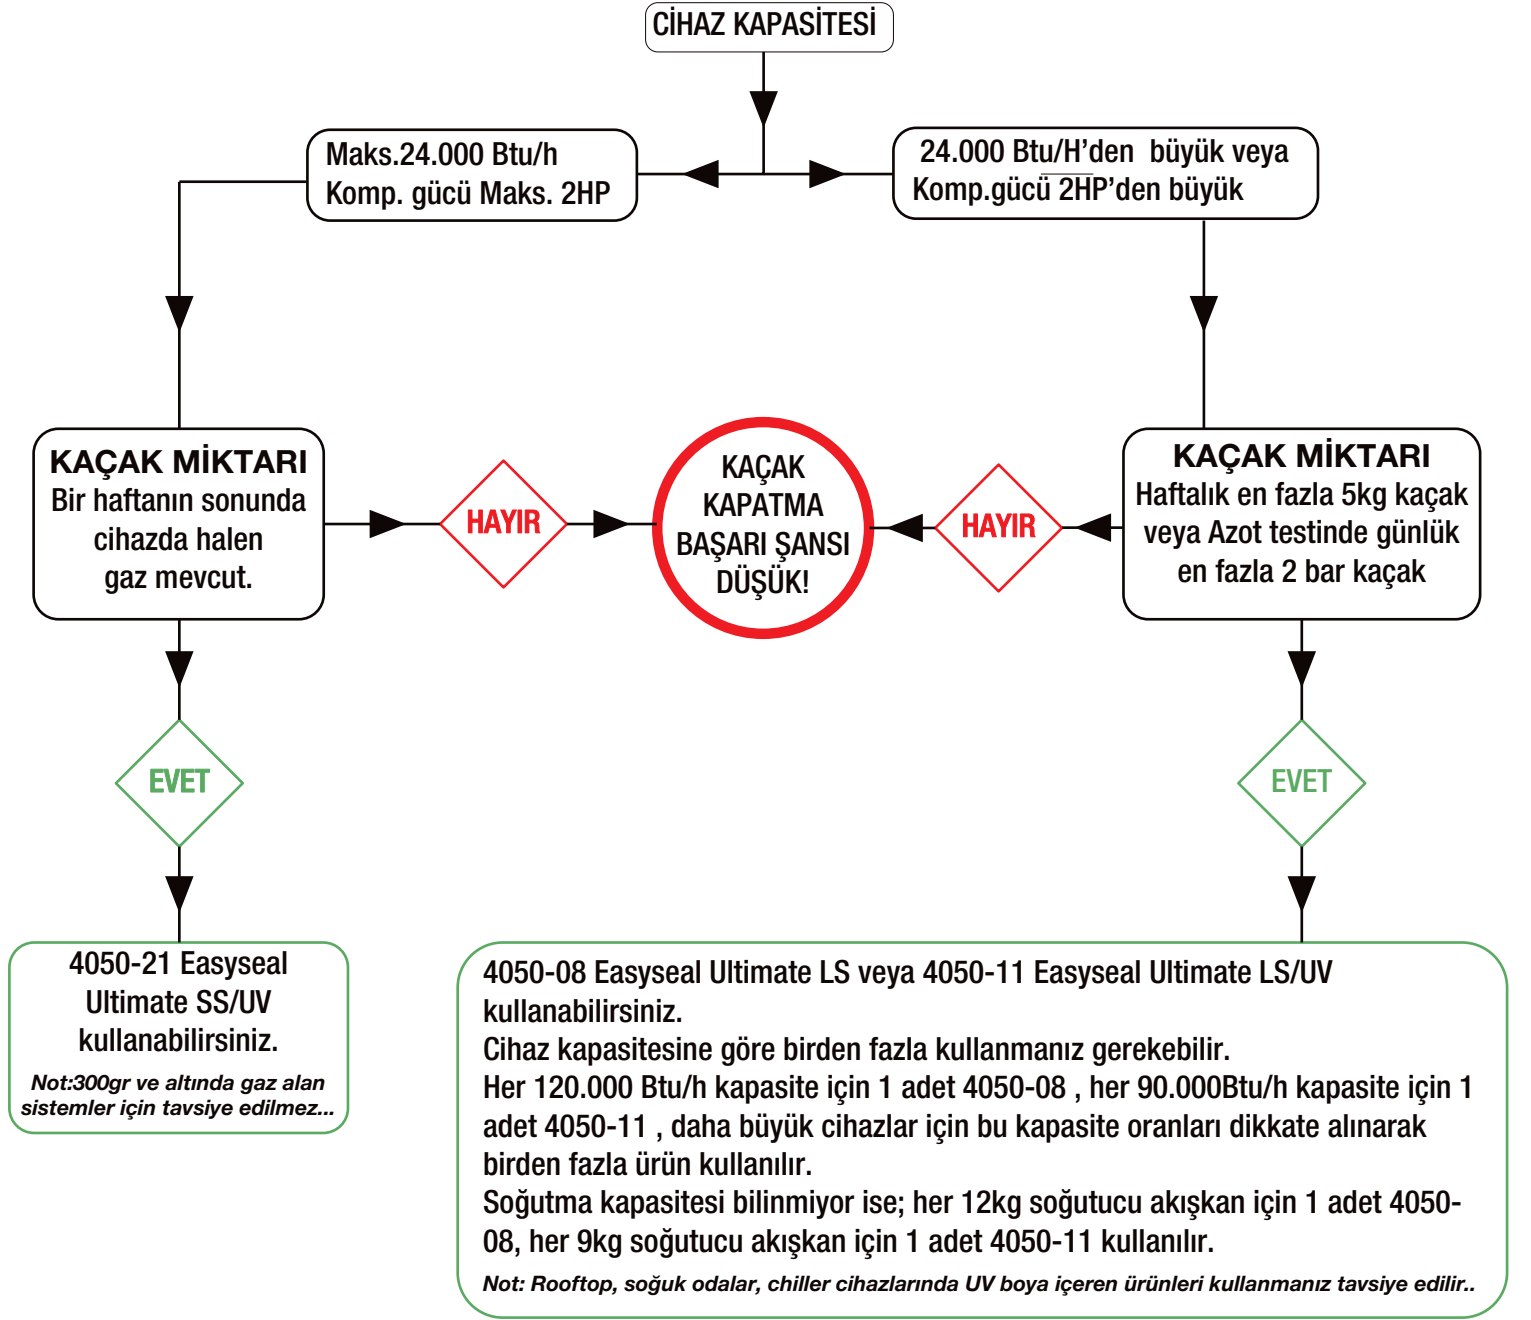 CİHAZ KAPASİTESİ
Maks.24.000 Btu/h
Komp. gücü Maks. 2HP
24.000 Btu/H’den büyük veya
Komp.gücü 2HP’den büyük
KAÇAK MİKTARI
Bir haftanın sonunda
cihazda halen
gaz mevcut.
HAYIR
KAÇAK
KAPATMA
BAŞARI ŞANSI
DÜŞÜK!
HAYIR
KAÇAK MİKTARI
Haftalık en fazla 5kg kaçak
veya Azot testinde günlük
en fazla 2 bar kaçak
EVET
EVET
4050-21 Easyseal
Ultimate SS/UV
kullanabilirsiniz.
Not:300gr ve altında gaz alan
sistemler için tavsiye edilmez...
4050-08 Easyseal Ultimate LS veya 4050-11 Easyseal Ultimate LS/UV
kullanabilirsiniz.
Cihaz kapasitesine göre birden fazla kullanmanız gerekebilir.
Her 120.000 Btu/h kapasite için 1 adet 4050-08 , her 90.000Btu/h kapasite için 1
adet 4050-11 , daha büyük cihazlar için bu kapasite oranları dikkate alınarak
birden fazla ürün kullanılır.
Soğutma kapasitesi bilinmiyor ise; her 12kg soğutucu akışkan için 1 adet 4050-
08, her 9kg soğutucu akışkan için 1 adet 4050-11 kullanılır.
Not: Rooftop, soğuk odalar, chiller cihazlarında UV boya içeren ürünleri kullanmanız tavsiye edilir..